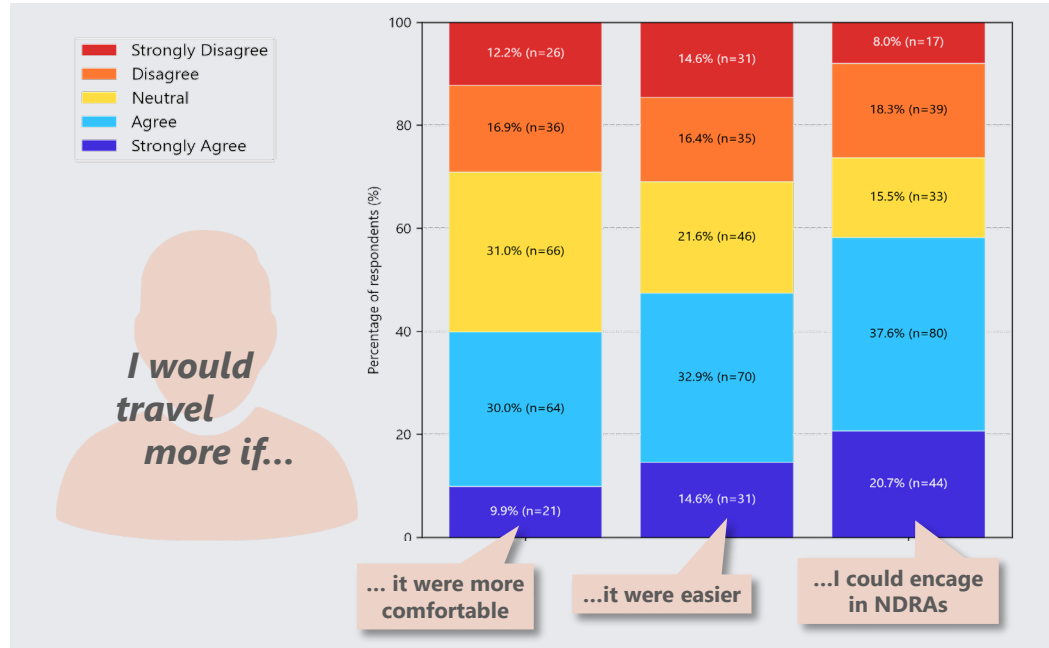 Strongly Disagree
Disagree
Neutral
Agree
Strongly Agree
I would
travel
more if...
Percentage of respondents (%)
100
80
60
40
20
0
12.2% (n=26)
16.9% (n=36)
31.0% (n=66)
30.0% (n=64)
9.9% (n=21)
14.6% (n=31)
16.4% (n=35)
21.6% (n=46)
32.9% (n=70)
14.6% (n=31)
8.0% (n=17)
18.3% (n=39)
15.5% (n=33)
37.6% (n=80)
20.7% (n=44)
... it were more
comfortable
...it were easier
...I could encage
in NDRAs